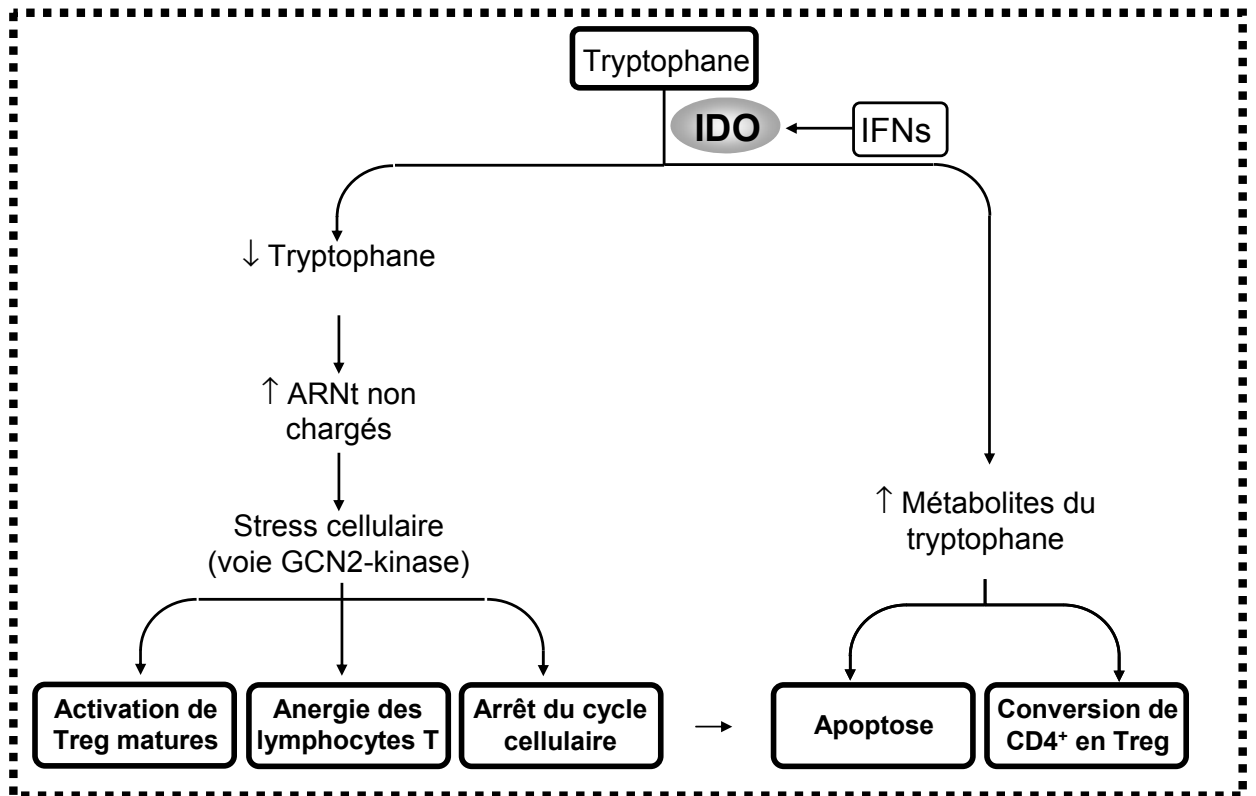 Tryptophane
IDO
IFNs
↓ Tryptophane
↑ ARNt non
chargés
Stress cellulaire
(voie GCN2-kinase)
↑ Métabolites du
tryptophane
Activation de
Treg matures
Anergie des
lymphocytes T
Arrêt du cycle
cellulaire
Apoptose
Conversion de
CD4⁺ en Treg